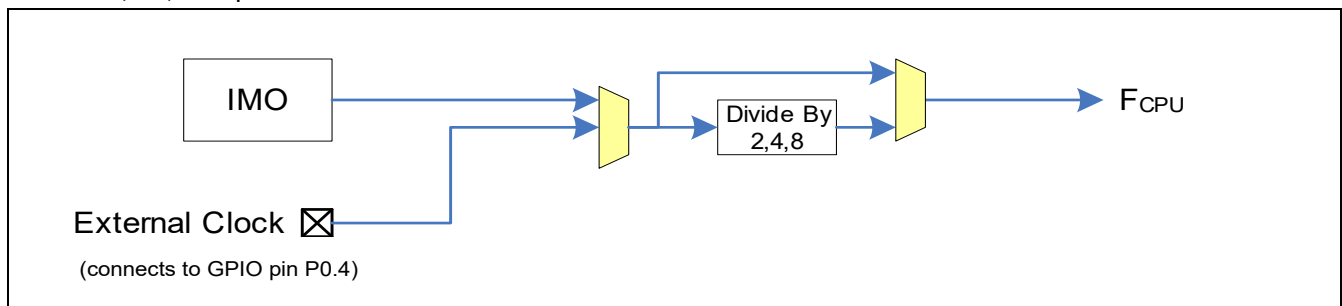 IMO
Divide By
2,4,8
FCPU
External Clock
(connects to GPIO pin P0.4)